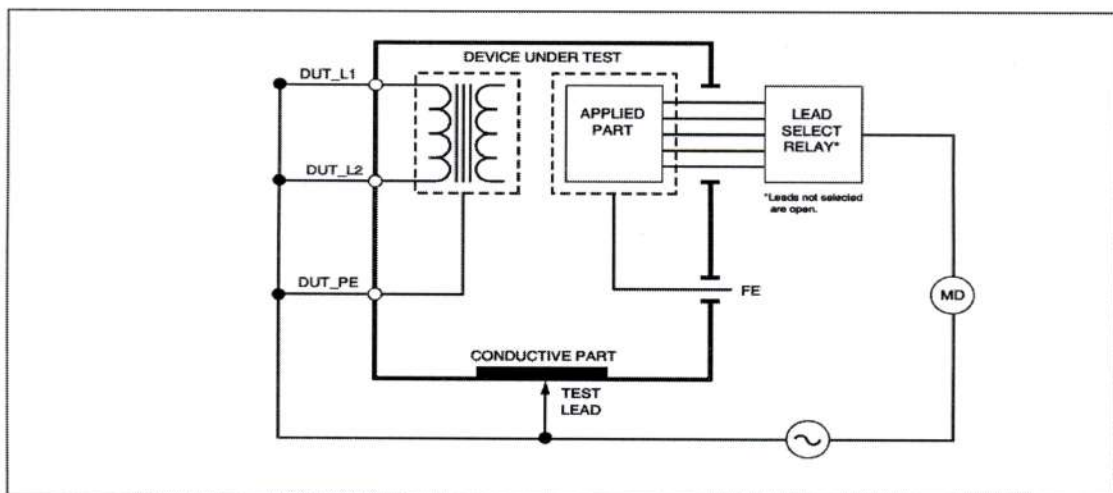 DEVICE UNDER TEST
DUT_L1
APPLIED
PART
LEAD
SELECT
RELAY*
DUT_L2
*Leads not selected
are open.
DUT_PE
FE
MD
CONDUCTIVE PART
TEST
LEAD